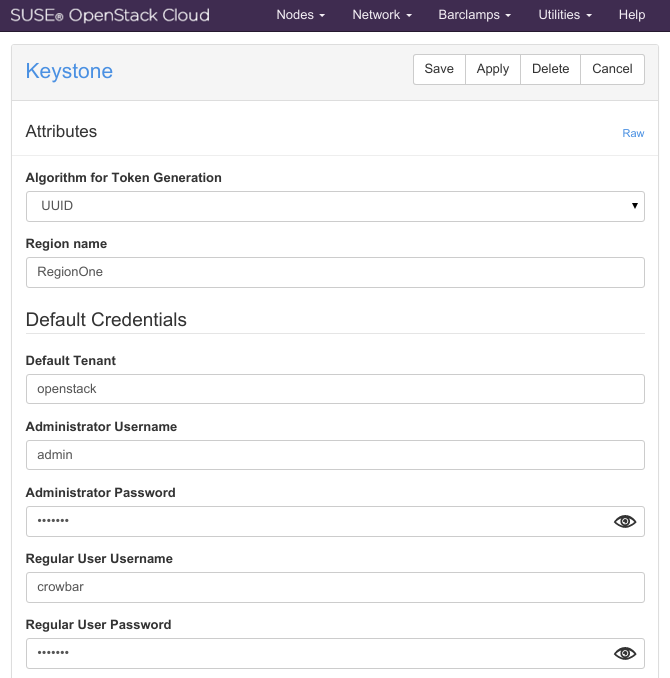 SUSE® OpenStack Cloud Nodes Network Barclamps Utilities Help
Keystone Save Apply Delete Cancel
Attributes Raw
Algorithm for Token Generation
UUID
Region name
RegionOne
Default Credentials
Default Tenant
openstack
Administrator Username
admin
Administrator Password
•••••••
Regular User Username
crowbar
Regular User Password
•••••••